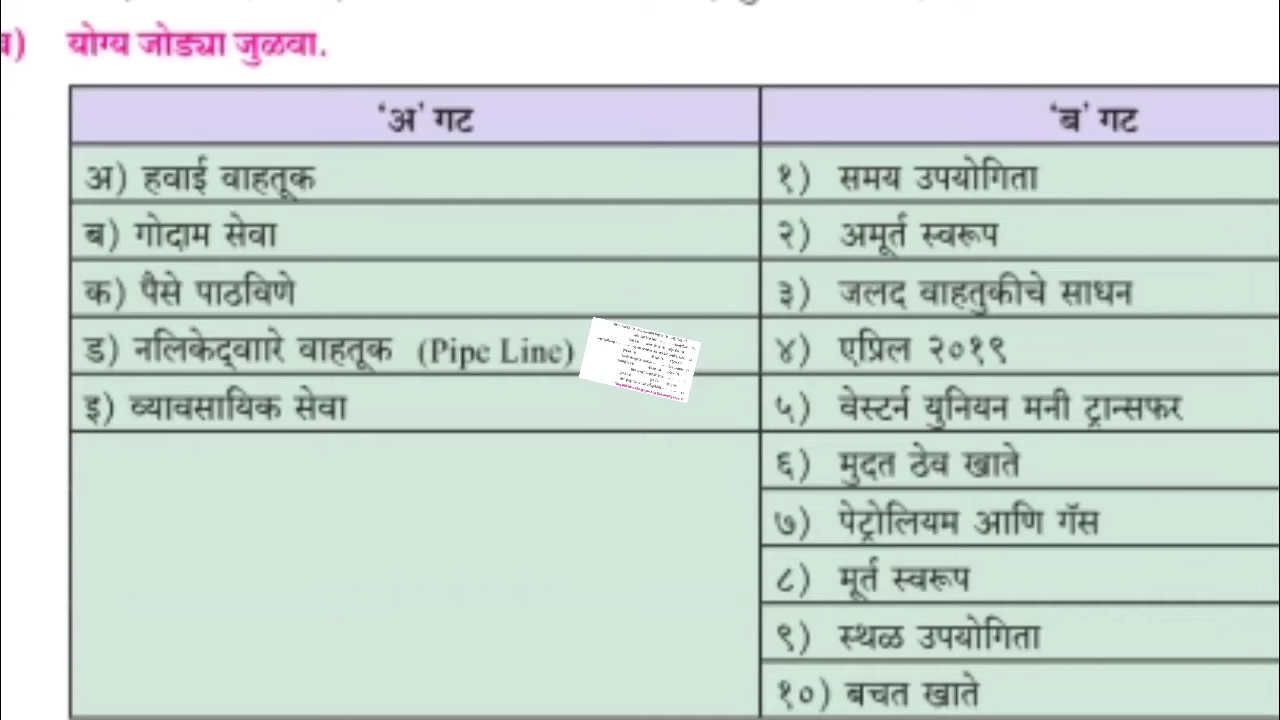 योग्य जोड्या जुळवा.
'अ' गट
'ब' गट
अ) हवाई वाहतूक
१) समय उपयोगिता
ब) गोदाम सेवा
२) अमूर्त स्वरूप
क) पैसे पाठविणे
३) जलद वाहतुकीचे साधन
ड) नलिकेद्वाारे वाहतूक (Pipe Line)
४) एप्रिल २०१९
इ) व्यावसायिक सेवा
५) वेस्टर्न युनियन मनी ट्रान्सफर
६) मुदत ठेव खाते
७) पेट्रोलियम आणि गॅस
८) मूर्त स्वरूप
९) स्थळ उपयोगिता
१०) बचत खाते